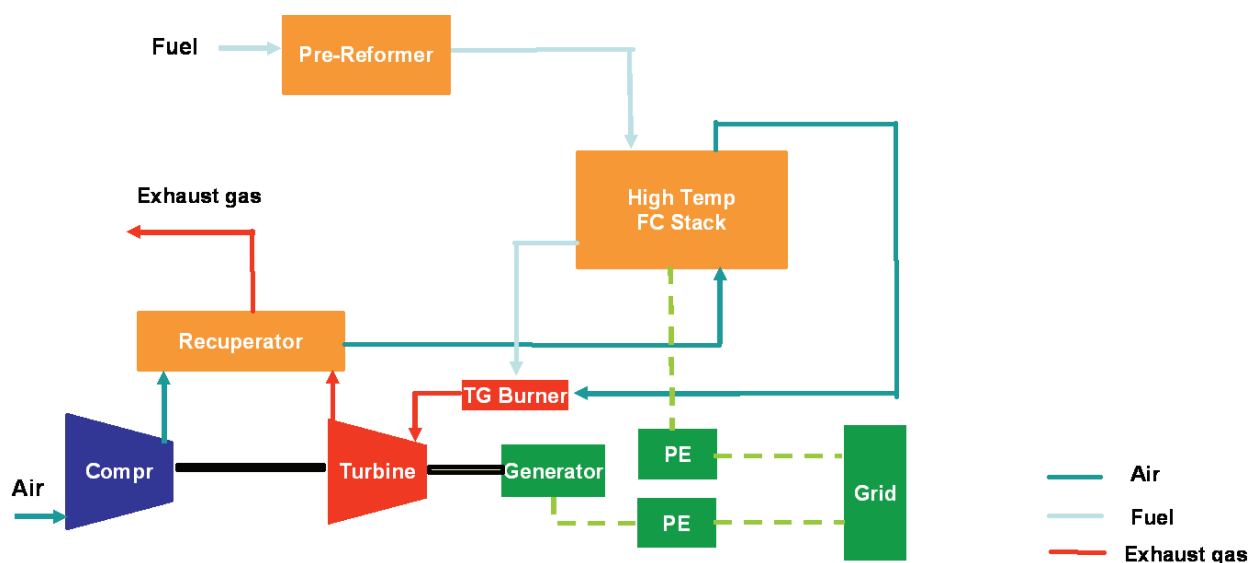 Fuel
Pre-Reformer
High Temp
FC Stack
Exhaust gas
Recuperator
TG Burner
Compr
Turbine
Generator
PE
Grid
Air
PE
Air
Fuel
Exhaust gas